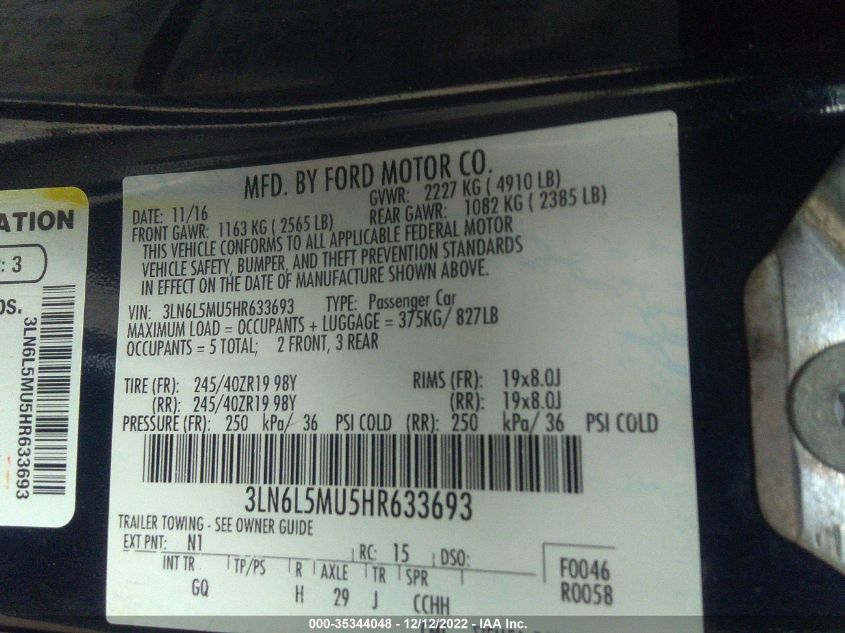 MFD. BY FORD MOTOR CO.
DATE: 11/16 GVWR: 2227 KG ( 4910 LB)
FRONT GAWR: 1163 KG ( 2565 LB) REAR GAWR: 1082 KG ( 2385 LB)
THIS VEHICLE CONFORMS TO ALL APPLICABLE FEDERAL MOTOR
VEHICLE SAFETY, BUMPER, AND THEFT PREVENTION STANDARDS
IN EFFECT ON THE DATE OF MANUFACTURE SHOWN ABOVE.
VIN: 3LN6L5MU5HR633693 TYPE: Passenger Car
MAXIMUM LOAD = OCCUPANTS + LUGGAGE = 375KG/ 827LB
OCCUPANTS = 5 TOTAL; 2 FRONT, 3 REAR
TIRE (FR): 245/40ZR19 98Y RIMS (FR): 19x8.0J
(RR): 245/40ZR19 98Y (RR): 19x8.0J
PRESSURE (FR): 250 kPa/ 36 PSI COLD (RR): 250 kPa/ 36 PSI COLD
3LN6L5MU5HR633693
TRAILER TOWING - SEE OWNER GUIDE
EXT PNT: N1 RC: 15 DSO:
INT TR TP/PS R AXLE TR SPR F0046
GQ H 29 J CCHH R0058
ATION
: 3
OS.
3LN6L5MU5HR633693
000-35344048 - 12/12/2022 - IAA Inc.